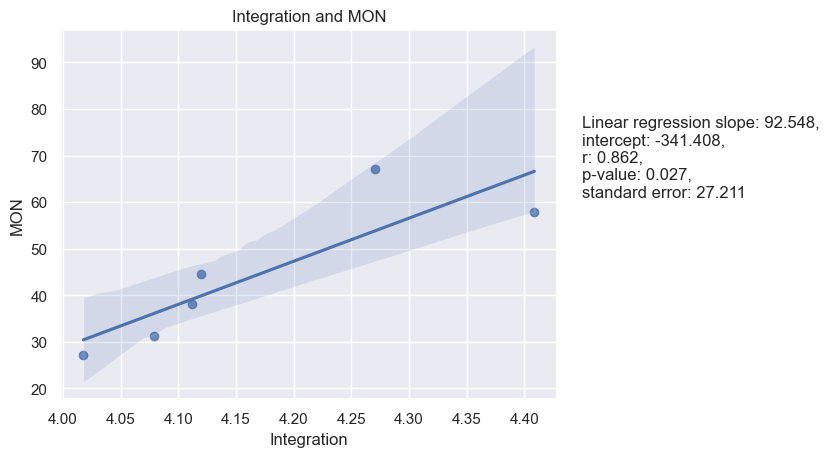 Integration and MON
90
80
70
60
50
40
30
20
MON
4.00 4.05 4.10 4.15 4.20 4.25 4.30 4.35 4.40
Integration
Linear regression slope: 92.548,
intercept: -341.408,
r: 0.862,
p-value: 0.027,
standard error: 27.211